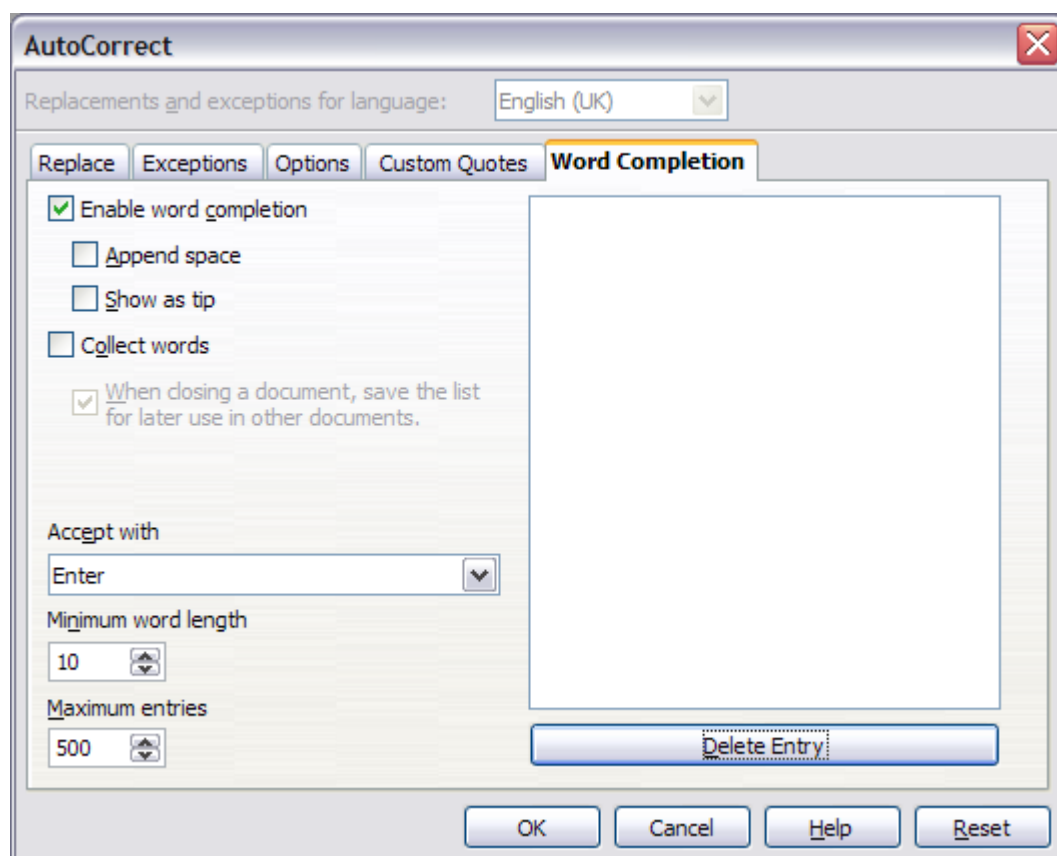 AutoCorrect
Replacements and exceptions for language: English (UK)
Replace Exceptions Options Custom Quotes Word Completion
Enable word completion
Append space
Show as tip
Collect words
When closing a document, save the list
for later use in other documents.
Accept with
Enter
Minimum word length
10
Maximum entries
500
Delete Entry
OK Cancel Help Reset